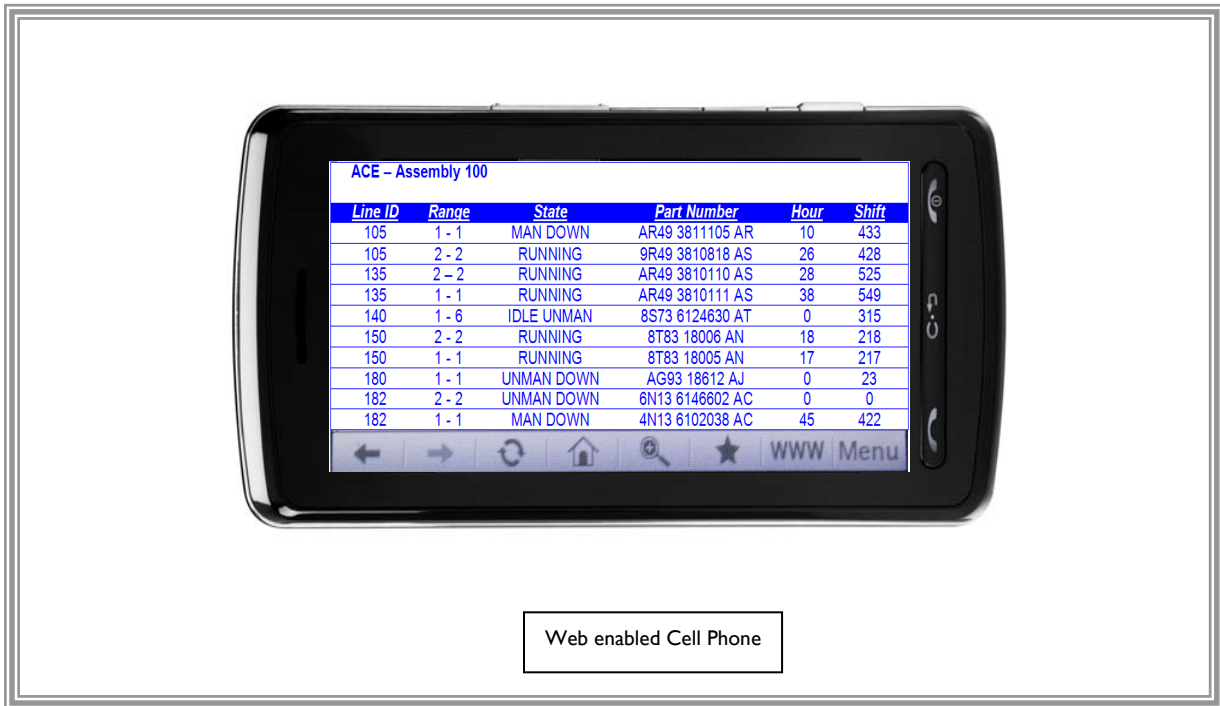 ACE – Assembly 100
Line ID Range State Part Number Hour Shift
105 1 - 1 MAN DOWN AR49 3811105 AR 10 433
105 2 - 2 RUNNING 9R49 3810818 AS 26 428
135 2 – 2 RUNNING AR49 3810110 AS 28 525
135 1 - 1 RUNNING AR49 3810111 AS 38 549
140 1 - 6 IDLE UNMAN 8S73 6124630 AT 0 315
150 2 - 2 RUNNING 8T83 18006 AN 18 218
150 1 - 1 RUNNING 8T83 18005 AN 17 217
180 1 - 1 UNMAN DOWN AG93 18612 AJ 0 23
182 2 - 2 UNMAN DOWN 6N13 6146602 AC 0 0
182 1 - 1 MAN DOWN 4N13 6102038 AC 45 422
WWW Menu
Web enabled Cell Phone